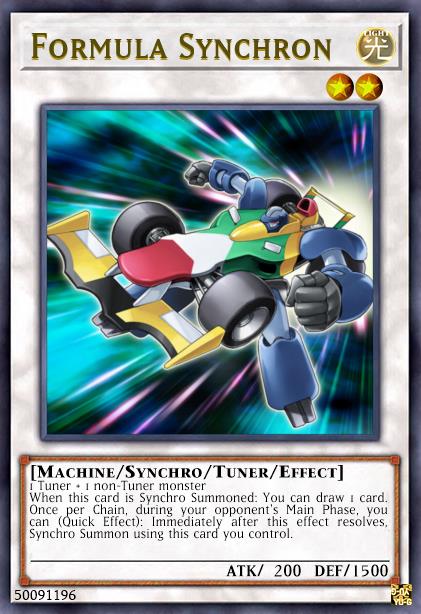 Formula Synchron
LIGHT
光
[Machine/Synchro/Tuner/Effect]
1 Tuner + 1 non-Tuner monster
When this card is Synchro Summoned: You can draw 1 card.
Once per Chain, during your opponent's Main Phase, you
can (Quick Effect): Immediately after this effect resolves,
Synchro Summon using this card you control.
ATK/ 200 DEF/1500
50091196